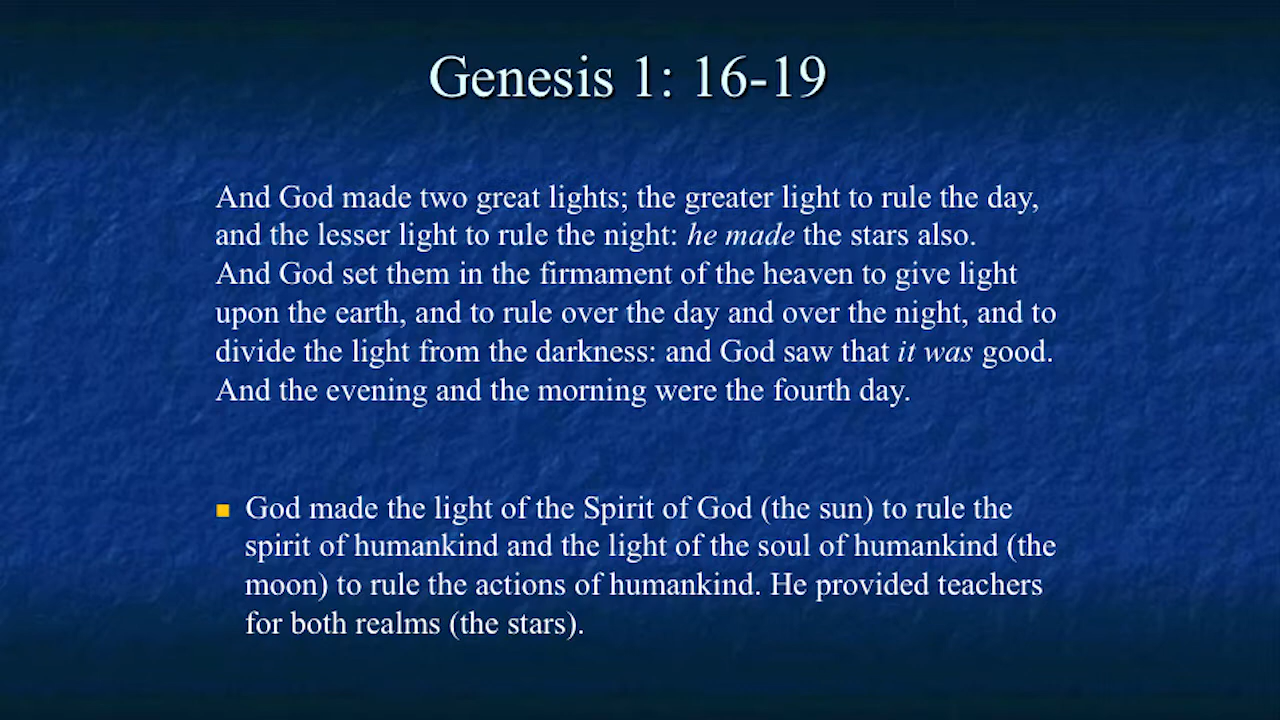 Genesis 1: 16-19
And God made two great lights; the greater light to rule the day,
and the lesser light to rule the night: he made the stars also.
And God set them in the firmament of the heaven to give light
upon the earth, and to rule over the day and over the night, and to
divide the light from the darkness: and God saw that it was good.
And the evening and the morning were the fourth day.
God made the light of the Spirit of God (the sun) to rule the
spirit of humankind and the light of the soul of humankind (the
moon) to rule the actions of humankind. He provided teachers
for both realms (the stars).